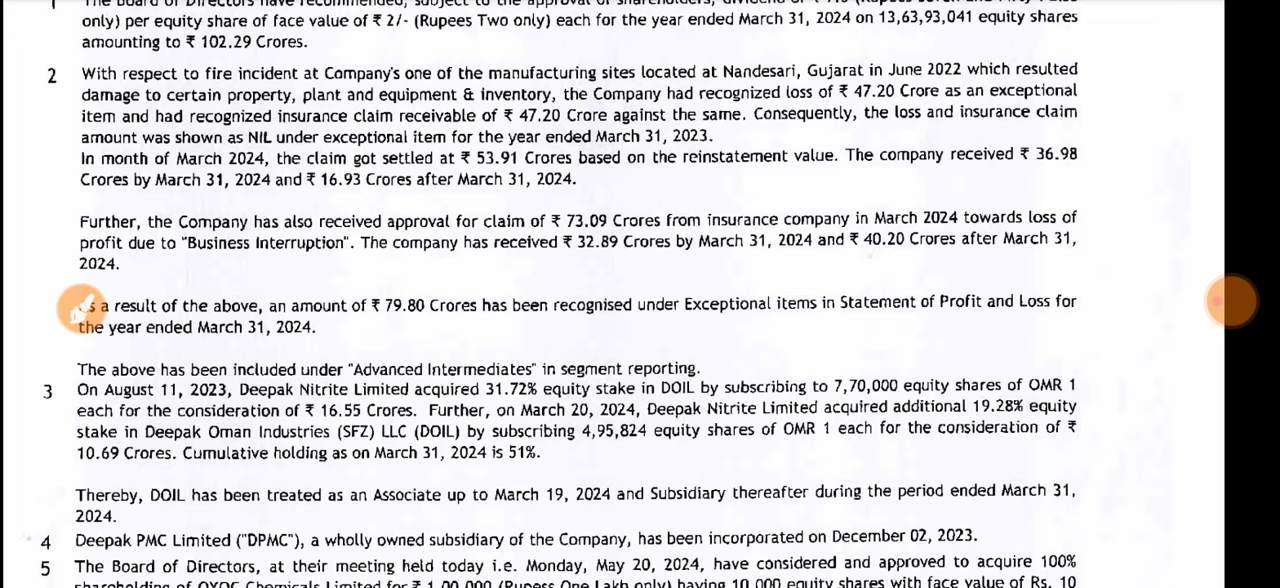 only) per equity share of face value of ₹ 2/- (Rupees Two only) each for the year ended March 31, 2024 on 13,63,93,041 equity shares
amounting to ₹ 102.29 Crores.
2 With respect to fire incident at Company's one of the manufacturing sites located at Nandesari, Gujarat in June 2022 which resulted
damage to certain property, plant and equipment & inventory, the Company had recognized loss of ₹ 47.20 Crore as an exceptional
item and had recognized insurance claim receivable of ₹ 47.20 Crore against the same. Consequently, the loss and insurance claim
amount was shown as NIL under exceptional item for the year ended March 31, 2023.
In month of March 2024, the claim got settled at ₹ 53.91 Crores based on the reinstatement value. The company received ₹ 36.98
Crores by March 31, 2024 and ₹ 16.93 Crores after March 31, 2024.
Further, the Company has also received approval for claim of ₹ 73.09 Crores from insurance company in March 2024 towards loss of
profit due to "Business Interruption". The company has received ₹ 32.89 Crores by March 31, 2024 and ₹ 40.20 Crores after March 31,
2024.
a result of the above, an amount of ₹ 79.80 Crores has been recognised under Exceptional items in Statement of Profit and Loss for
the year ended March 31, 2024.
The above has been included under "Advanced Intermediates" in segment reporting.
3 On August 11, 2023, Deepak Nitrite Limited acquired 31.72% equity stake in DOIL by subscribing to 7,70,000 equity shares of OMR 1
each for the consideration of ₹ 16.55 Crores. Further, on March 20, 2024, Deepak Nitrite Limited acquired additional 19.28% equity
stake in Deepak Oman Industries (SFZ) LLC (DOIL) by subscribing 4,95,824 equity shares of OMR 1 each for the consideration of ₹
10.69 Crores. Cumulative holding as on March 31, 2024 is 51%.
Thereby, DOIL has been treated as an Associate up to March 19, 2024 and Subsidiary thereafter during the period ended March 31,
2024.
4 Deepak PMC Limited ("DPMC"), a wholly owned subsidiary of the Company, has been incorporated on December 02, 2023.
5 The Board of Directors, at their meeting held today i.e. Monday, May 20, 2024, have considered and approved to acquire 100%